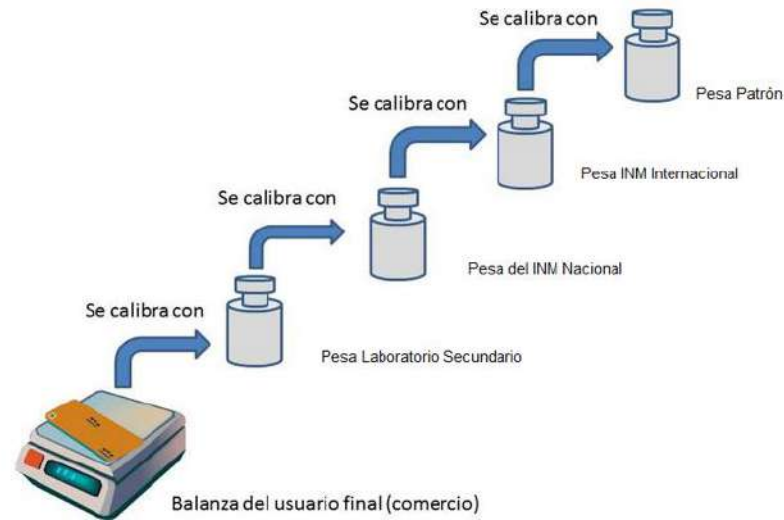 Se calibra con
Pesa Patrón
Se calibra con
Pesa INM Internacional
Se calibra con
Pesa del INM Nacional
Se calibra con
Pesa Laboratorio Secundario
Balanza del usuario final (comercio)